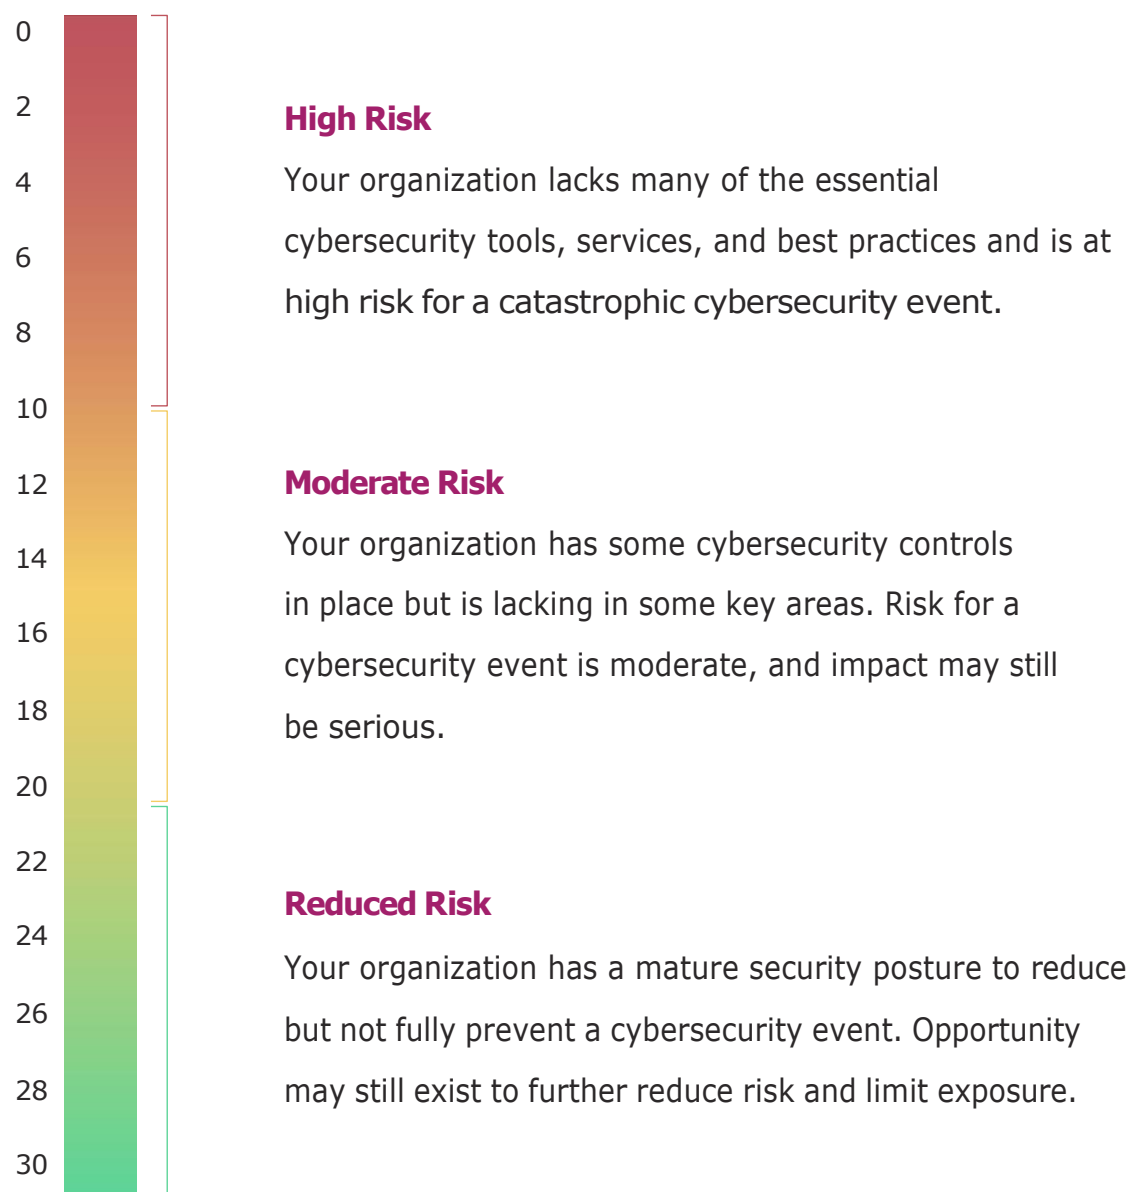 0
2
4
6
8
10
12
14
16
18
20
22
24
26
28
30
High Risk
Your organization lacks many of the essential
cybersecurity tools, services, and best practices and is at
high risk for a catastrophic cybersecurity event.
Moderate Risk
Your organization has some cybersecurity controls
in place but is lacking in some key areas. Risk for a
cybersecurity event is moderate, and impact may still
be serious.
Reduced Risk
Your organization has a mature security posture to reduce
but not fully prevent a cybersecurity event. Opportunity
may still exist to further reduce risk and limit exposure.